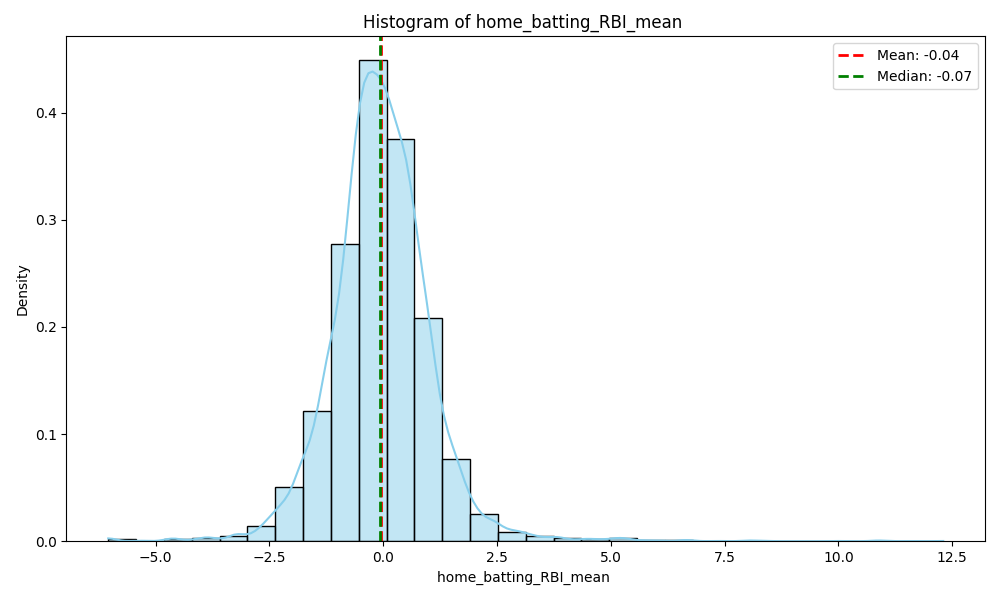 Histogram of home_batting_RBI_mean
Mean: -0.04
Median: -0.07
Density
0.4
0.3
0.2
0.1
0.0
−5.0 −2.5 0.0 2.5 5.0 7.5 10.0 12.5
home_batting_RBI_mean